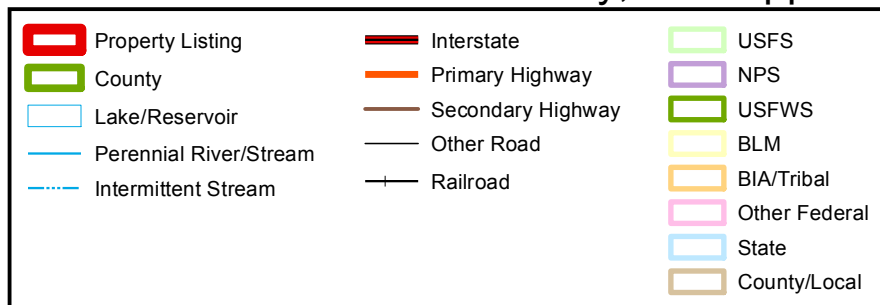 Property Listing
County
Lake/Reservoir
Perennial River/Stream
Intermittent Stream
Interstate
Primary Highway
Secondary Highway
Other Road
Railroad
USFS
NPS
USFWS
BLM
BIA/Tribal
Other Federal
State
County/Local